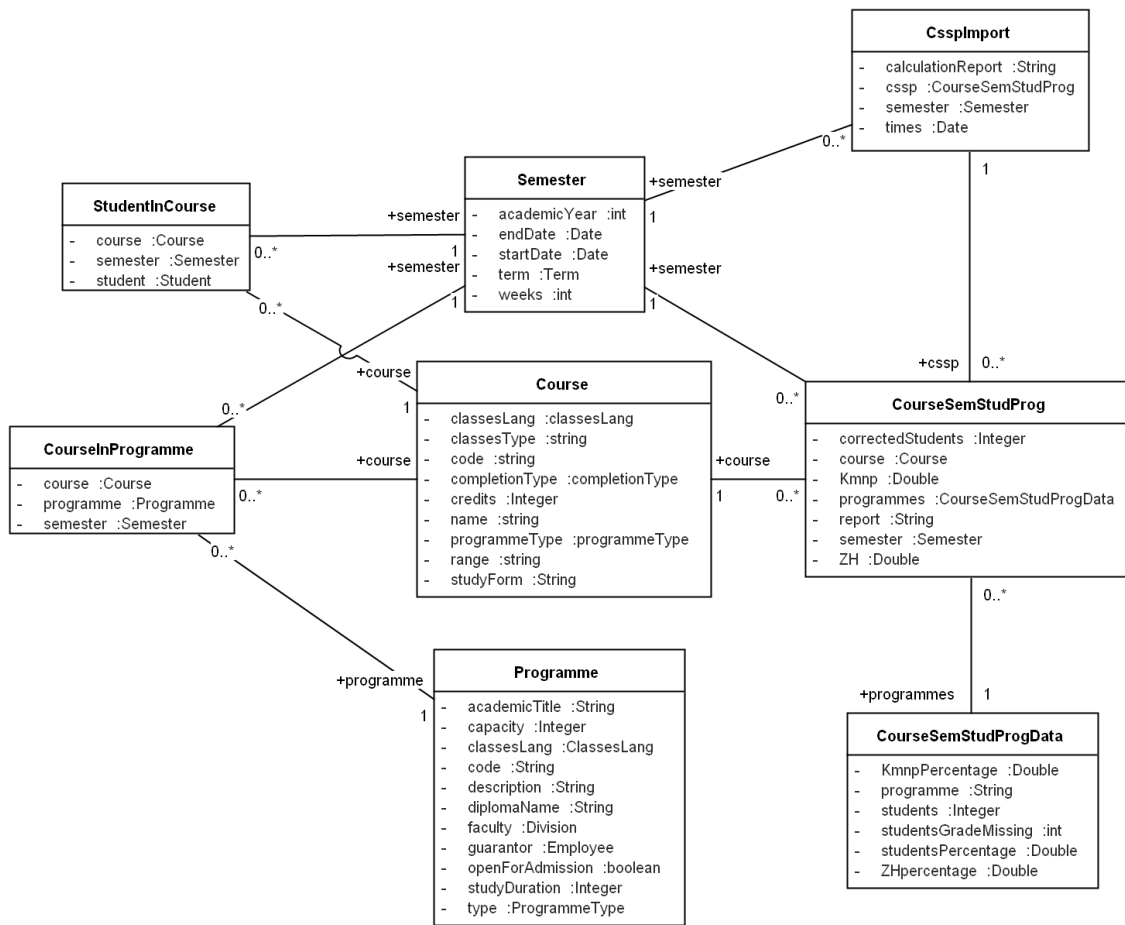 CsspImport
- calculationReport :String
- cssp :CourseSemStudProg
- semester :Semester
- times :Date
0..*
1
+semester
1
Semester
- academicYear :int
- endDate :Date
- startDate :Date
- term :Term
- weeks :int
StudentInCourse
- course :Course
- semester :Semester
- student :Student
+semester
0..*
1
+semester
1
+semester
1
0..*
+course
1
+cssp
0..*
0..*
Course
- classesLang :classesLang
- classesType :string
- code :string
- completionType :completionType
- credits :Integer
- name :string
- programmeType :programmeType
- range :string
- studyForm :String
0..*
CourseInProgramme
- course :Course
- programme :Programme
- semester :Semester
+course
0..*
0..*
+course
1
0..*
CourseSemStudProg
- correctedStudents :Integer
- course :Course
- Kmnp :Double
- programmes :CourseSemStudProgData
- report :String
- semester :Semester
- ZH :Double
0..*
+programmes
1
+programme
1
Programme
- academicTitle :String
- capacity :Integer
- classesLang :ClassesLang
- code :String
- description :String
- diplomaName :String
- faculty :Division
- guarantor :Employee
- openForAdmission :boolean
- studyDuration :Integer
- type :ProgrammeType
CourseSemStudProgData
- KmnpPercentage :Double
- programme :String
- students :Integer
- studentsGradeMissing :int
- studentsPercentage :Double
- ZHpercentage :Double